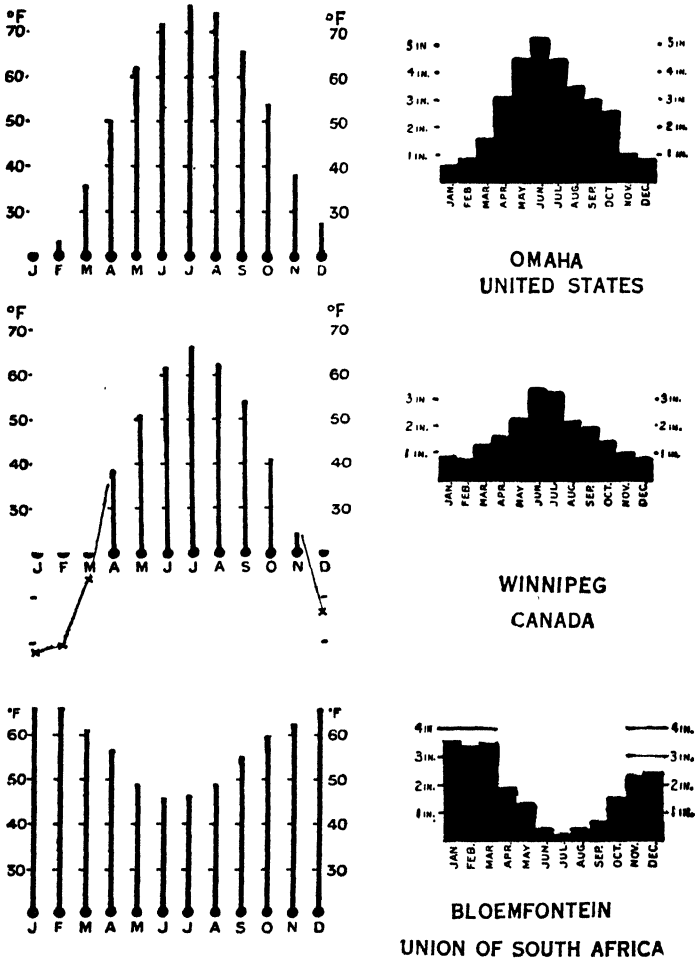 °F °F
70 70
60 60
50 50
40 40
30 30
J F M A M J J A S O N D
5 IN 5 IN
4 IN. 4 IN.
3 IN. 3 IN
2 IN. 2 IN
1 IN. 1 IN.
JAN. FEB. MAR. APR. MAY JUN. JUL. AUG. SEP. OCT. NOV. DEC.
OMAHA
UNITED STATES
°F °F
70 70
60 60
50 50
40 40
30 30
J F M A M J J A S O N D
3 IN 3 IN.
2 IN. 2 IN.
1 IN. 1 IN.
JAN. FEB. MAR. APR. MAY JUN. JUL. AUG. SEP. OCT. NOV. DEC.
WINNIPEG
CANADA
°F °F
60 60
50 50
40 40
30 30
J F M A M J J A S O N D
4 IN 4 IN.
3 IN. 3 IN.
2 IN. 2 IN.
1 IN. 1 IN.
JAN FEB. MAR APR. MAY JUN. JUL. AUG. SEP. OCT. NOV. DEC.
BLOEMFONTEIN
UNION OF SOUTH AFRICA